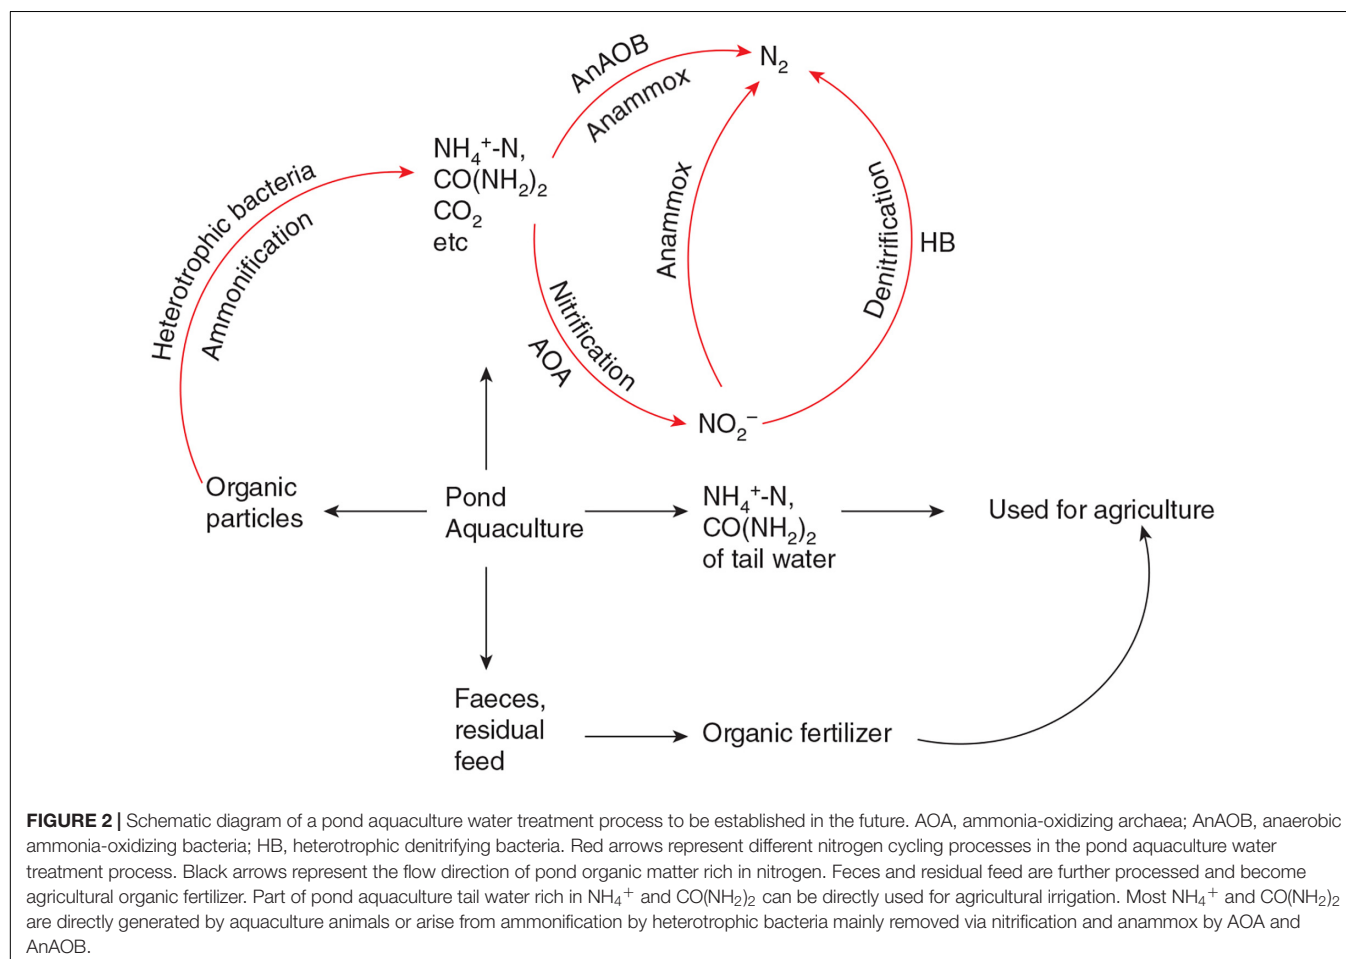 AnAOB
Anammox
N₂
NH₄⁺-N,
CO(NH₂)₂
CO₂
etc
Heterotrophic bacteria
Ammonification
Anammox
Denitrification
HB
Nitrification
AOA
NO₂⁻
Organic
particles
Pond
Aquaculture
NH₄⁺-N,
CO(NH₂)₂
of tail water
Used for agriculture
Faeces,
residual
feed
Organic fertilizer
FIGURE 2 | Schematic diagram of a pond aquaculture water treatment process to be established in the future. AOA, ammonia-oxidizing archaea; AnAOB, anaerobic
ammonia-oxidizing bacteria; HB, heterotrophic denitrifying bacteria. Red arrows represent different nitrogen cycling processes in the pond aquaculture water
treatment process. Black arrows represent the flow direction of pond organic matter rich in nitrogen. Feces and residual feed are further processed and become
agricultural organic fertilizer. Part of pond aquaculture tail water rich in NH₄⁺ and CO(NH₂)₂ can be directly used for agricultural irrigation. Most NH₄⁺ and CO(NH₂)₂
are directly generated by aquaculture animals or arise from ammonification by heterotrophic bacteria mainly removed via nitrification and anammox by AOA and
AnAOB.